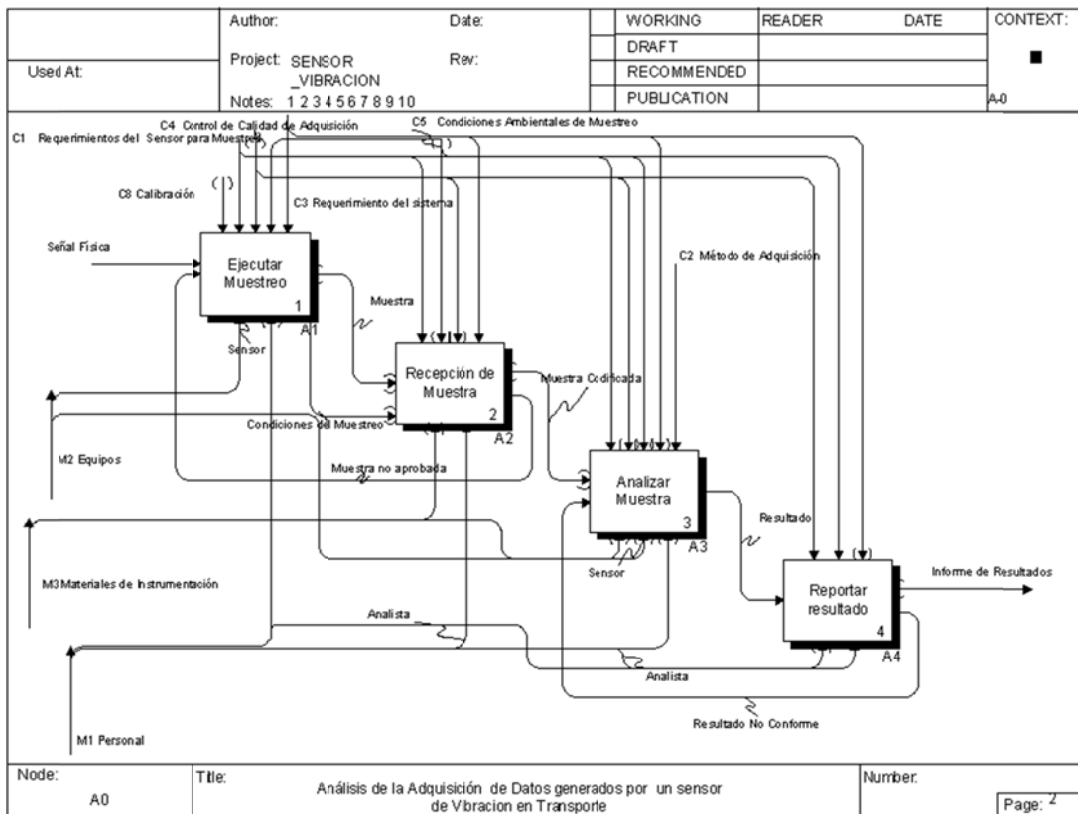 Used At:
Author:
Date:
Project: SENSOR
_VIBRACION
Rev:
Notes: 1 2 3 4 5 6 7 8 9 10
WORKING
DRAFT
RECOMMENDED
PUBLICATION
READER
DATE
CONTEXT:
A-0
C4 Control de Calidad de Adquisición
C5 Condiciones Ambientales de Muestreo
C1 Requerimientos del Sensor para Muestreo
C8 Calibración
C3 Requerimiento del sistema
Señal Física
C2 Método de Adquisición
Ejecutar
Muestreo
1
A1
Muestra
Sensor
Recepción de
Muestra
2
A2
Muestra Codificada
Condiciones de Muestreo
M2 Equipos
Muestra no aprobada
Analizar
Muestra
3
A3
Resultado
Sensor
M3Materiales de Instrumentación
Informe de Resultados
Reportar
resultado
4
A4
Analista
Analista
Resultado No Conforme
M1 Personal
Node:
A0
Title:
Análisis de la Adquisición de Datos generados por un sensor
de Vibracion en Transporte
Number:
Page: 2